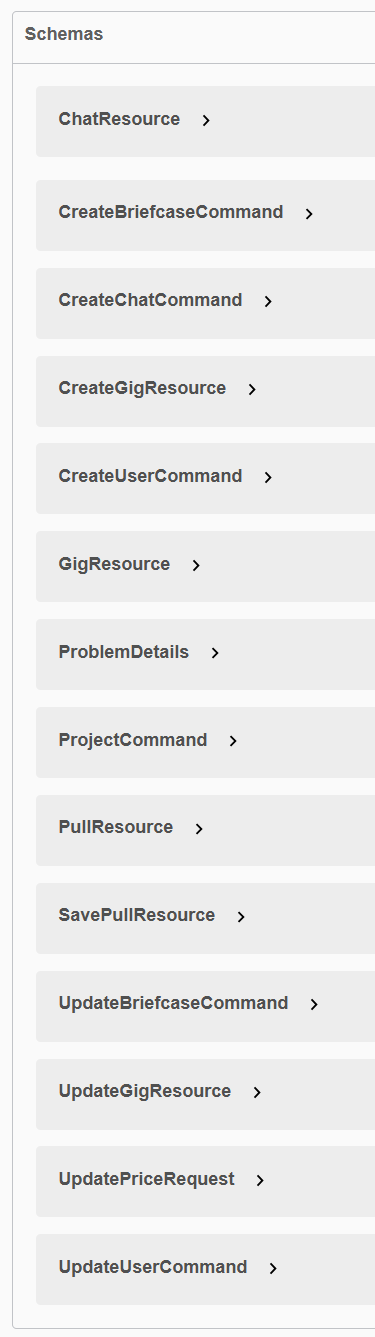 Schemas
ChatResource
CreateBriefcaseCommand
CreateChatCommand
CreateGigResource
CreateUserCommand
GigResource
ProblemDetails
ProjectCommand
PullResource
SavePullResource
UpdateBriefcaseCommand
UpdateGigResource
UpdatePriceRequest
UpdateUserCommand